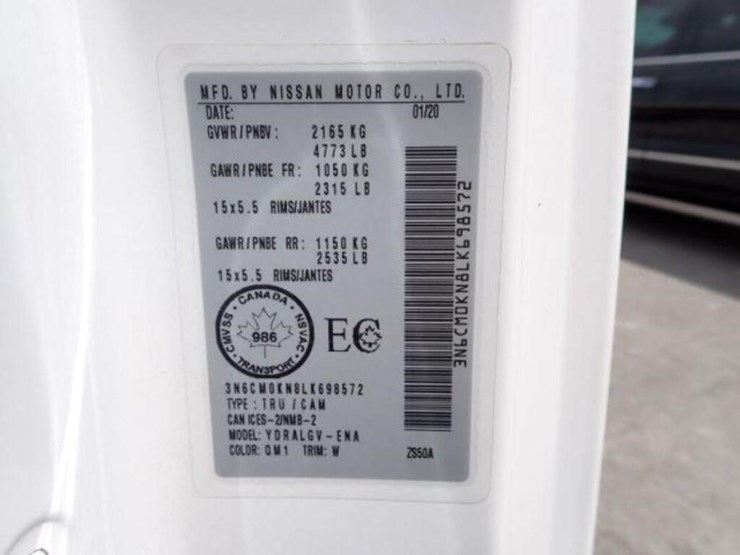 MFD. BY NISSAN MOTOR CO., LTD.
DATE: 01/20
GVWR/PNBV: 2165 KG
4773 LB
GAWR/PNBE FR: 1050 KG
2315 LB
15x5.5 RIMS/JANTES
GAWR/PNBE RR: 1150 KG
2535 LB
15x5.5 RIMS/JANTES
CANADA
CMVSS 986 NSVAC
TRANSPORT
EC
3N6CM0KN8LK698572
TYPE: TRU / CAM
CAN ICES-2/NMB-2
MODEL: YDRALGV-ENA
COLOR: QM1 TRIM: W ZS50A
3N6CM0KN8LK698572